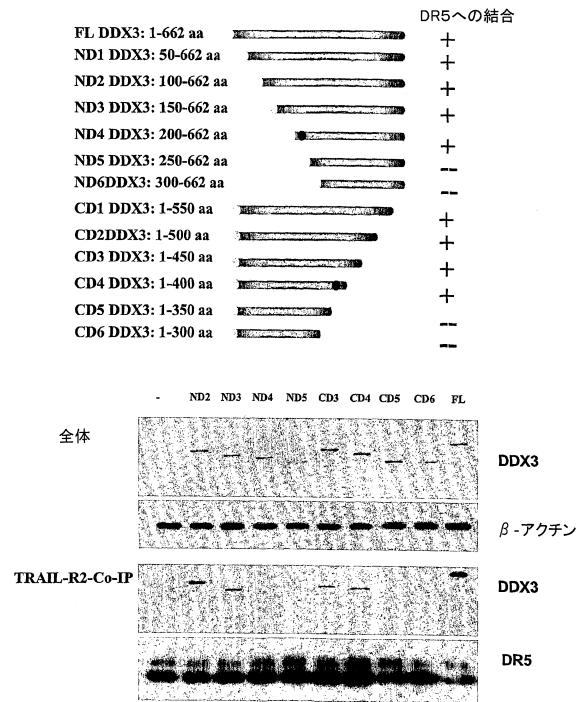 DR5への結合
FL DDX3: 1-662 aa +
ND1 DDX3: 50-662 aa +
ND2 DDX3: 100-662 aa +
ND3 DDX3: 150-662 aa +
ND4 DDX3: 200-662 aa +
ND5 DDX3: 250-662 aa --
ND6DDX3: 300-662 aa --
CD1 DDX3: 1-550 aa +
CD2DDX3: 1-500 aa +
CD3 DDX3: 1-450 aa +
CD4 DDX3: 1-400 aa +
CD5 DDX3: 1-350 aa --
CD6 DDX3: 1-300 aa --
- ND2 ND3 ND4 ND5 CD3 CD4 CD5 CD6 FL
全体
DDX3
β-アクチン
TRAIL-R2-Co-IP
DDX3
DR5